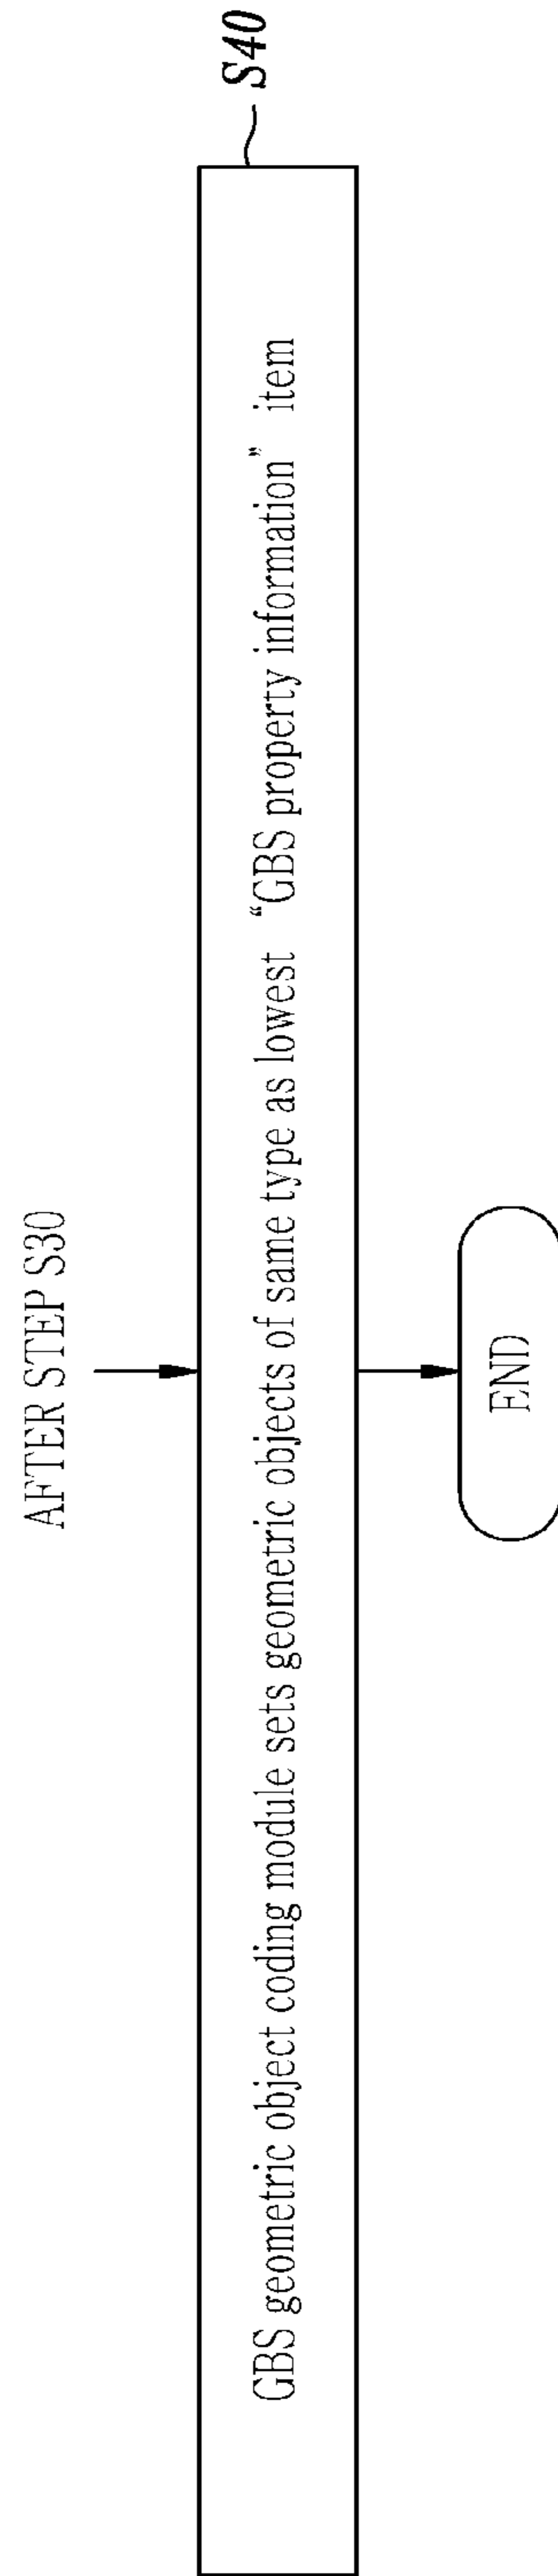 AFTER STEP S30
S40
GBS geometric object coding module sets geometric objects of same type as lowest “GBS property information” item
END